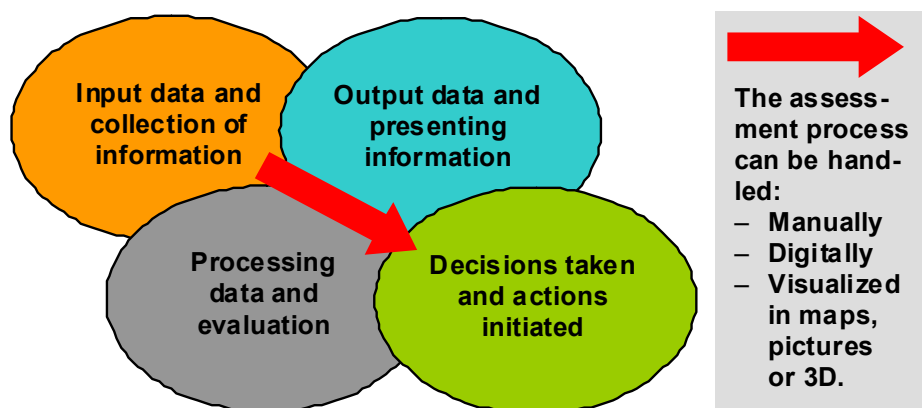 Input data and
collection of
information
Output data and
presenting
information
Processing
data and
evaluation
Decisions taken
and actions
initiated
The assess-
ment process
can be hand-
led:
– Manually
– Digitally
– Visualized
in maps,
pictures
or 3D.